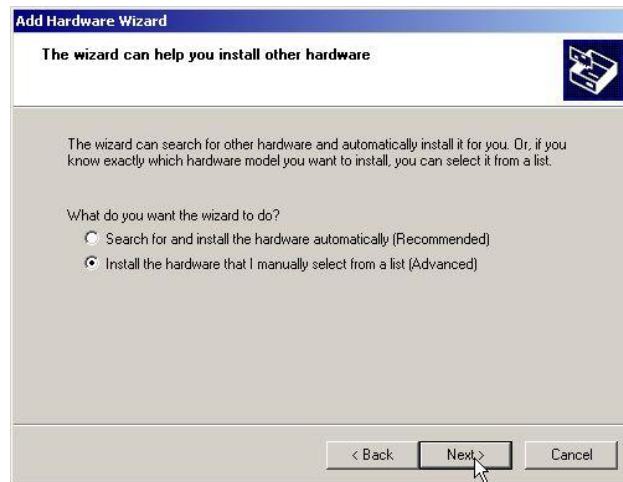 Add Hardware Wizard
The wizard can help you install other hardware
The wizard can search for other hardware and automatically install it for you. Or, if you
know exactly which hardware model you want to install, you can select it from a list.
What do you want the wizard to do?
Search for and install the hardware automatically (Recommended)
Install the hardware that I manually select from a list (Advanced)
< Back Next > Cancel